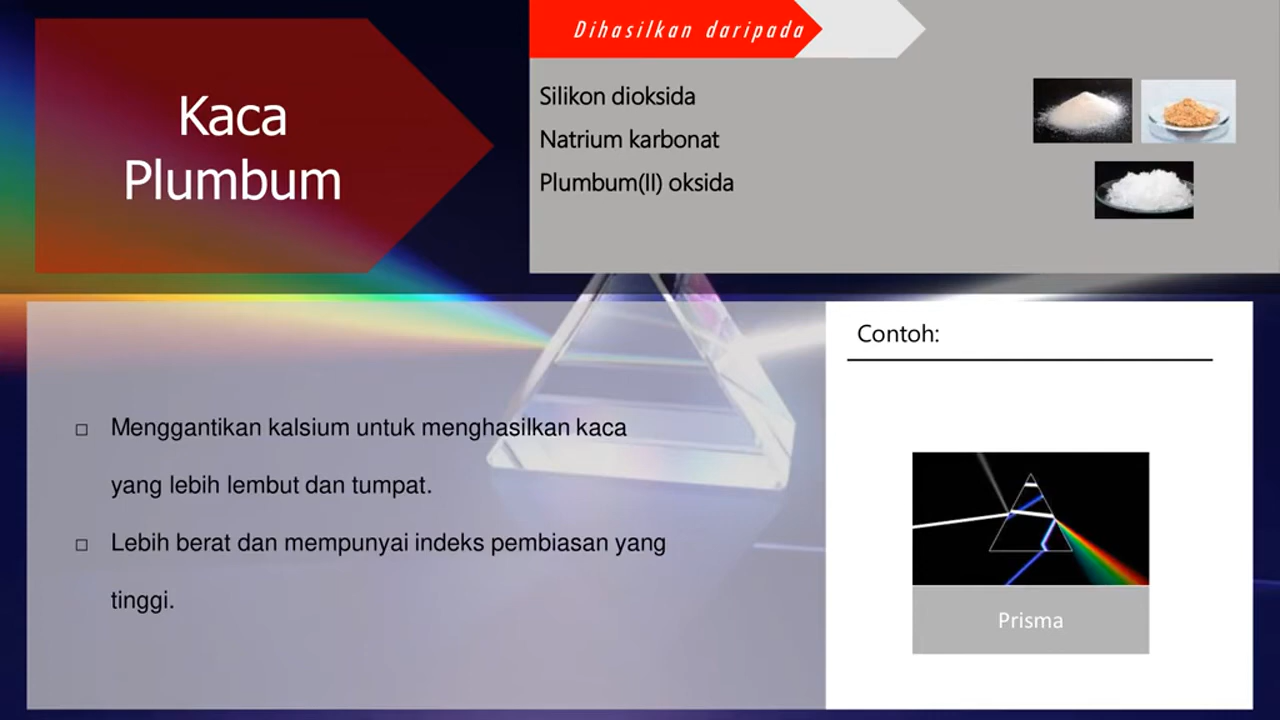 Kaca
Plumbum
Dihasilkan daripada
Silikon dioksida
Natrium karbonat
Plumbum(II) oksida
□ Menggantikan kalsium untuk menghasilkan kaca
yang lebih lembut dan tumpat.
□ Lebih berat dan mempunyai indeks pembiasan yang
tinggi.
Contoh:
Prisma